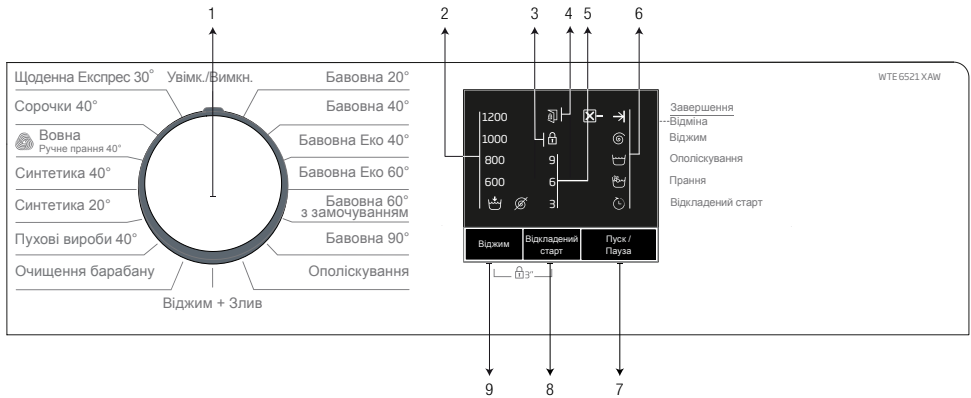 1
2
3
4
5
6
WTE 6521 XAW
Щоденна Експрес 30°
Сорочки 40°
Вовна
Ручне прання 40°
Синтетика 40°
Синтетика 20°
Пухові вироби 40°
Очищення барабану
Увімк./Вимкн.
Віджим + Злив
Бавовна 20°
Бавовна 40°
Бавовна Еко 40°
Бавовна Еко 60°
Бавовна 60°
з замочуванням
Бавовна 90°
Ополіскування
1200
1000
800
600
9
6
3
Завершення
Відміна
Віджим
Ополіскування
Прання
Відкладений старт
Віджим
Відкладений
старт
Пуск /
Пауза
3"
9
8
7